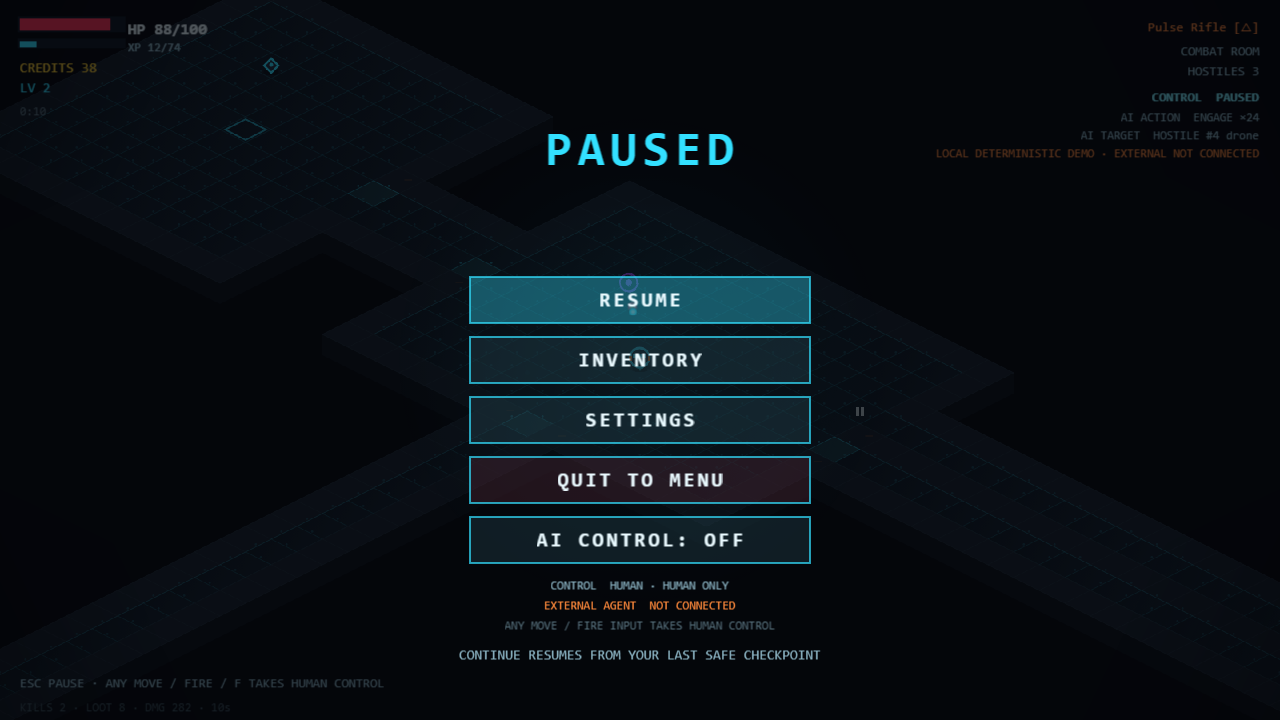 HP 88/100
XP 12/74
CREDITS 38
LV 2
0:10
Pulse Rifle [△]
COMBAT ROOM
HOSTILES 3
CONTROL PAUSED
AI ACTION ENGAGE ×24
AI TARGET HOSTILE #4 drone
LOCAL DETERMINISTIC DEMO · EXTERNAL NOT CONNECTED
PAUSED
RESUME
INVENTORY
SETTINGS
QUIT TO MENU
AI CONTROL: OFF
CONTROL HUMAN · HUMAN ONLY
EXTERNAL AGENT NOT CONNECTED
ANY MOVE / FIRE INPUT TAKES HUMAN CONTROL
CONTINUE RESUMES FROM YOUR LAST SAFE CHECKPOINT
ESC PAUSE · ANY MOVE / FIRE / F TAKES HUMAN CONTROL
KILLS 2 · LOOT 8 · DMG 282 · 10s